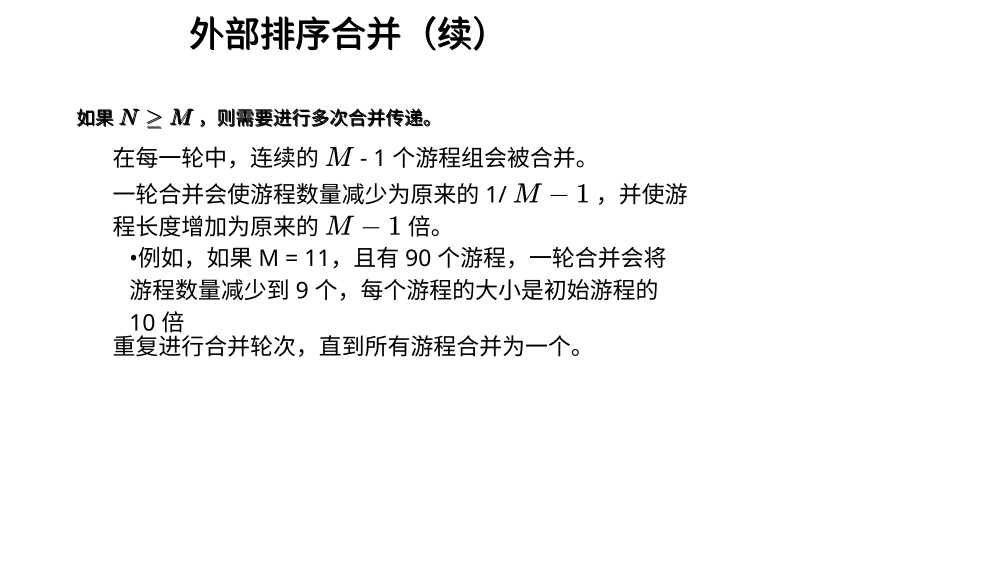 外部排序合并（续）
如果 N ≥ M ，则需要进行多次合并传递。
在每一轮中，连续的 M - 1 个游程组会被合并。
一轮合并会使游程数量减少为原来的 1/ M − 1 ，并使游
程长度增加为原来的 M − 1 倍。
•例如，如果 M = 11，且有 90 个游程，一轮合并会将
游程数量减少到 9 个，每个游程的大小是初始游程的
10 倍
重复进行合并轮次，直到所有游程合并为一个。